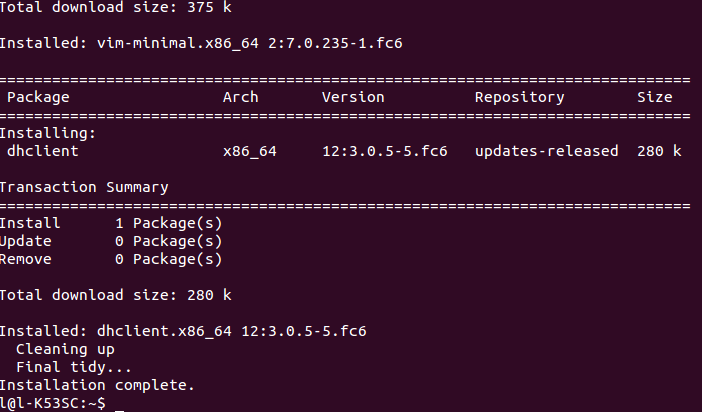 Total download size: 375 k
Installed: vim-minimal.x86_64 2:7.0.235-1.fc6
=============================================================================
Package Arch Version Repository Size
=============================================================================
Installing:
dhclient x86_64 12:3.0.5-5.fc6 updates-released 280 k
Transaction Summary
=============================================================================
Install 1 Package(s)
Update 0 Package(s)
Remove 0 Package(s)
Total download size: 280 k
Installed: dhclient.x86_64 12:3.0.5-5.fc6
Cleaning up
Final tidy...
Installation complete.
l@l-K53SC:~$